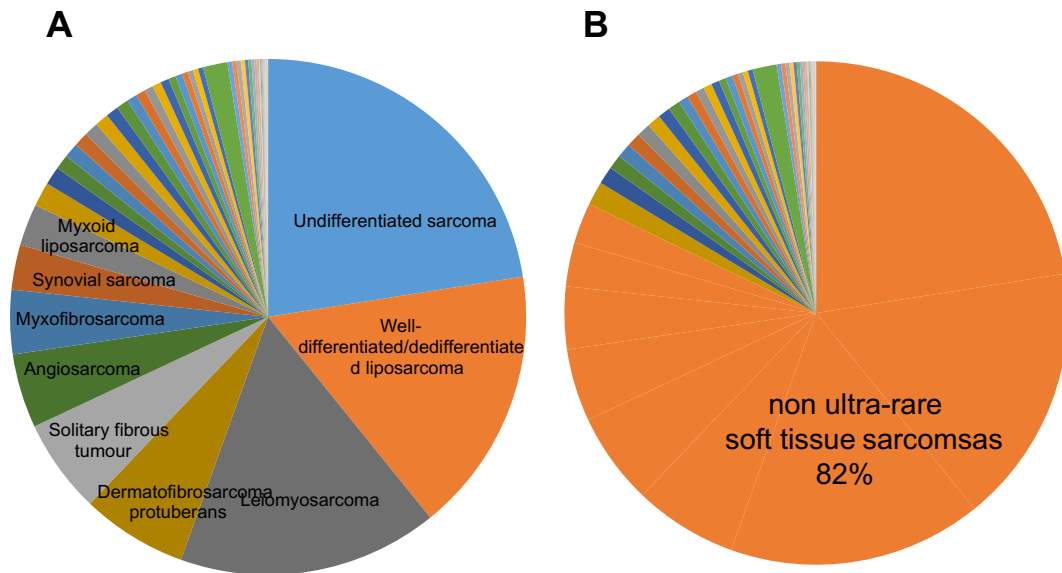 A
B
Undifferentiated sarcoma
Myxoid
liposarcoma
Synovial sarcoma
Myxofibrosarcoma
Well-
differentiated/dedifferentiate
d liposarcoma
Angiosarcoma
Solitary fibrous
tumour
Dermatofibrosarcoma
protuberans
Leiomyosarcoma
non ultra-rare
soft tissue sarcomsas
82%